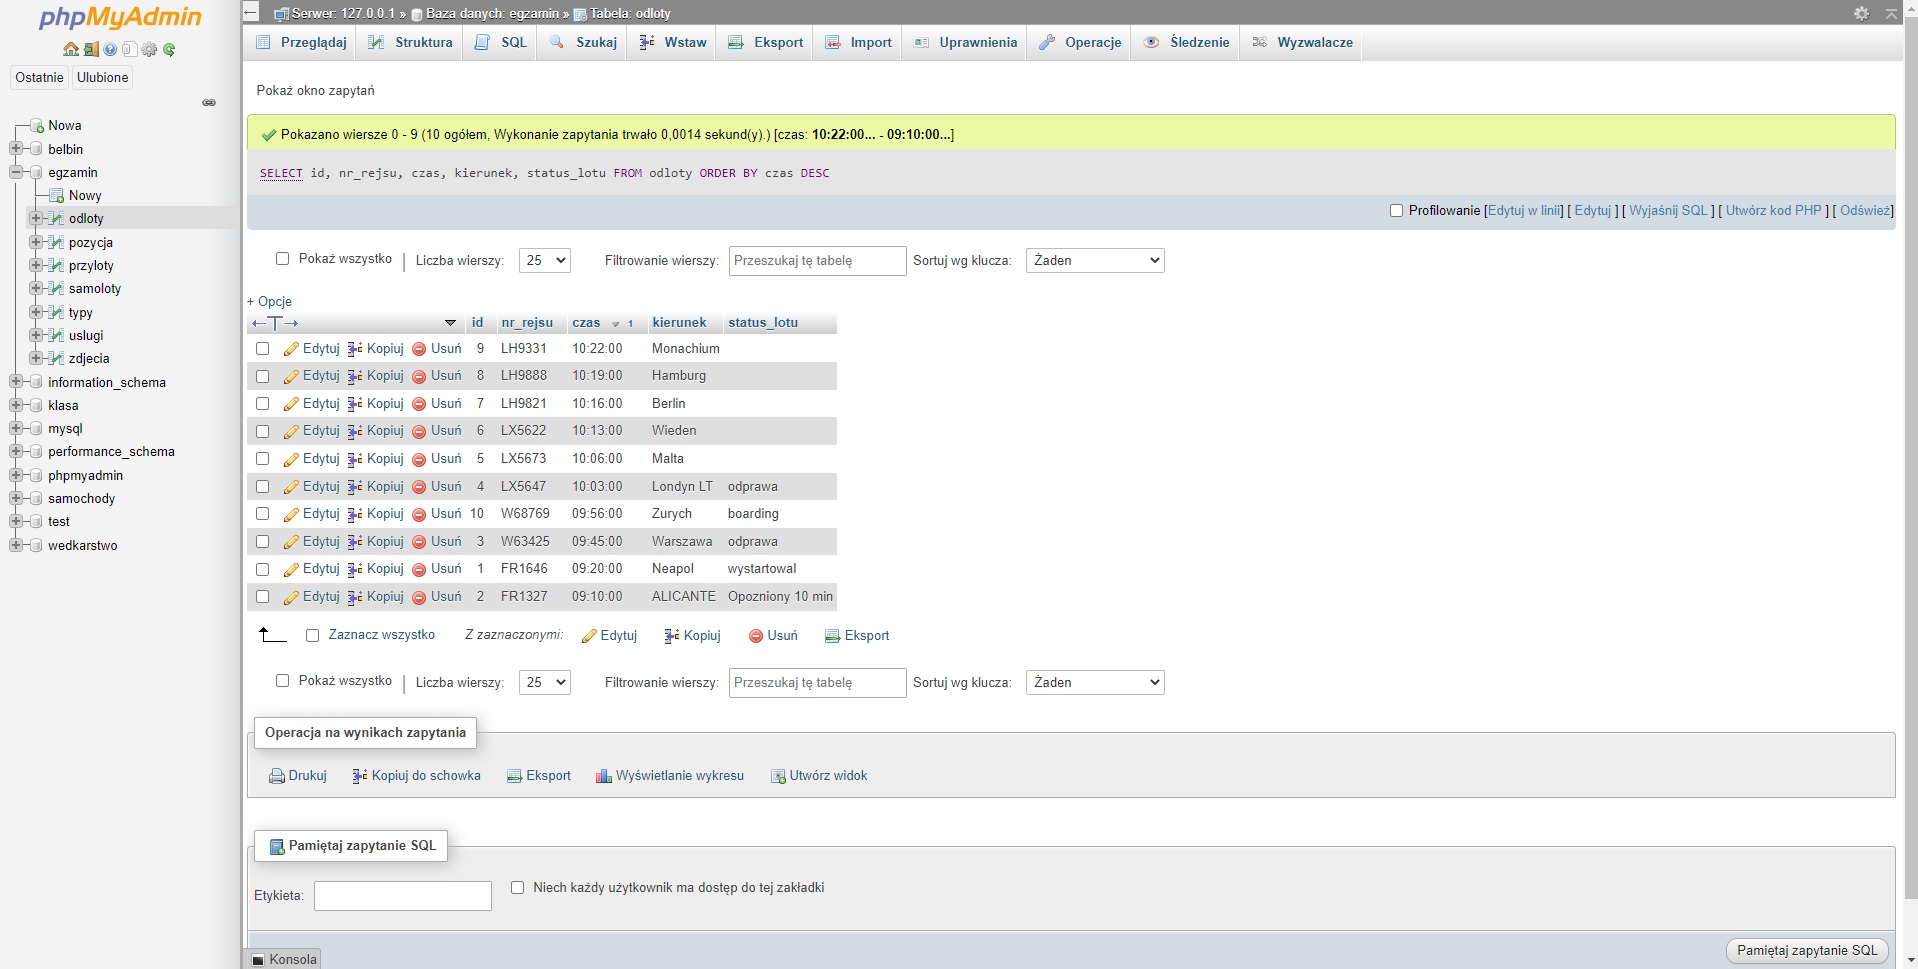 phpMyAdmin
Ostatnie Ulubione
Nowa
belbin
egzamin
Nowy
odloty
pozycja
przyloty
samoloty
typy
uslugi
zdjecia
information_schema
klasa
mysql
performance_schema
phpmyadmin
samochody
test
wedkarstwo
Serwer: 127.0.0.1 » Baza danych: egzamin » Tabela: odloty
Przeglądaj Struktura SQL Szukaj Wstaw Eksport Import Uprawnienia Operacje Śledzenie Wyzwalacze
Pokaż okno zapytań
Pokazano wiersze 0 - 9 (10 ogółem, Wykonanie zapytania trwało 0,0014 sekund(y).) [czas: 10:22:00... - 09:10:00...]
SELECT id, nr_rejsu, czas, kierunek, status_lotu FROM odloty ORDER BY czas DESC
Profilowanie [Edytuj w linii] [ Edytuj ] [ Wyjaśnij SQL ] [ Utwórz kod PHP ] [ Odśwież]
Pokaż wszystko | Liczba wierszy: 25 Filtrowanie wierszy: Przeszukaj tę tabelę Sortuj wg klucza: Żaden
+ Opcje
←T→ id nr_rejsu czas 1 kierunek status_lotu
Edytuj Kopiuj Usuń 9 LH9331 10:22:00 Monachium
Edytuj Kopiuj Usuń 8 LH9888 10:19:00 Hamburg
Edytuj Kopiuj Usuń 7 LH9821 10:16:00 Berlin
Edytuj Kopiuj Usuń 6 LX5622 10:13:00 Wieden
Edytuj Kopiuj Usuń 5 LX5673 10:06:00 Malta
Edytuj Kopiuj Usuń 4 LX5647 10:03:00 Londyn LT odprawa
Edytuj Kopiuj Usuń 10 W68769 09:56:00 Zurych boarding
Edytuj Kopiuj Usuń 3 W63425 09:45:00 Warszawa odprawa
Edytuj Kopiuj Usuń 1 FR1646 09:20:00 Neapol wystartowal
Edytuj Kopiuj Usuń 2 FR1327 09:10:00 ALICANTE Opozniony 10 min
Zaznacz wszystko Z zaznaczonymi: Edytuj Kopiuj Usuń Eksport
Pokaż wszystko | Liczba wierszy: 25 Filtrowanie wierszy: Przeszukaj tę tabelę Sortuj wg klucza: Żaden
Operacja na wynikach zapytania
Drukuj Kopiuj do schowka Eksport Wyświetlanie wykresu Utwórz widok
Pamiętaj zapytanie SQL
Etykieta: Niech każdy użytkownik ma dostęp do tej zakładki
Pamiętaj zapytanie SQL
Konsola